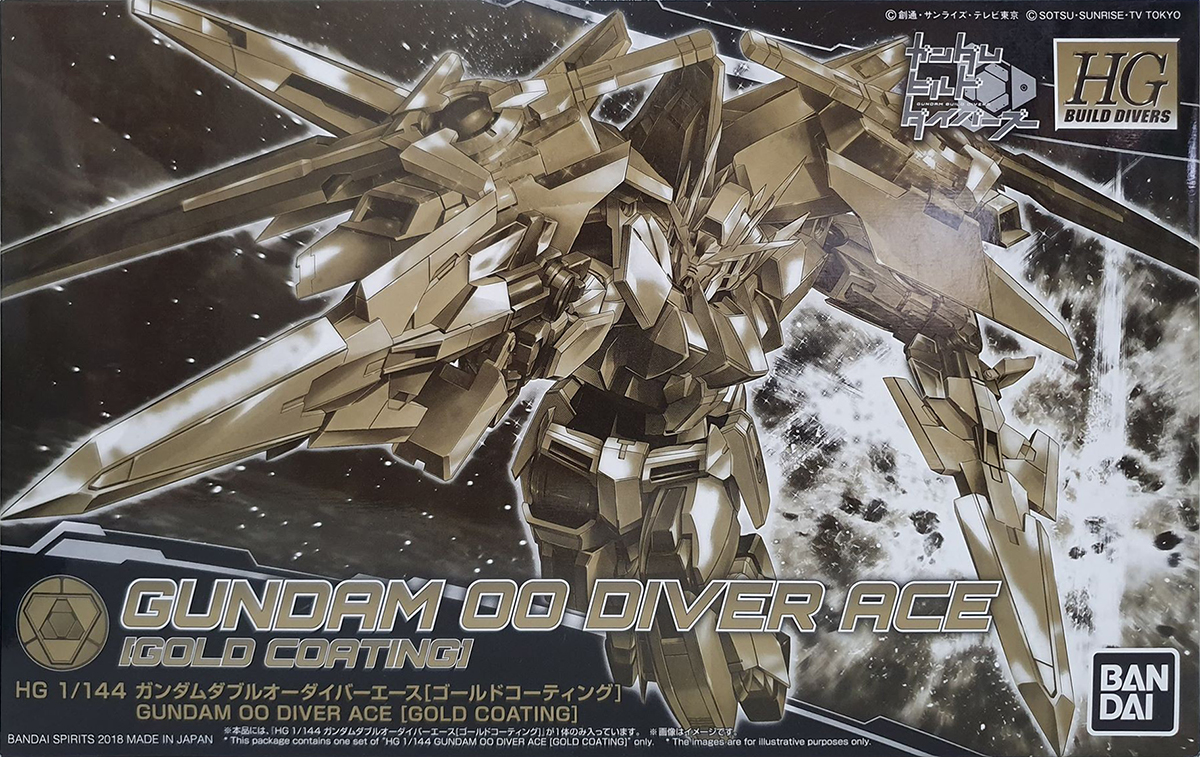 ©創通・サンライズ・テレビ東京 ©SOTSU・SUNRISE・TV TOKYO
ガンダム
ビルド
GUNDAM BUILD DIVERS
ダイバーズ
HG
BUILD DIVERS
GUNDAM OO DIVER ACE
[GOLD COATING]
HG 1/144 ガンダムダブルオーダイバーエース[ゴールドコーティング]
GUNDAM OO DIVER ACE [GOLD COATING]
BAN
DAI
BANDAI SPIRITS 2018 MADE IN JAPAN
※本品には、「HG 1/144 ガンダムダブルオーダイバーエース[ゴールドコーティング]」が1体のみ入っています。 ※画像はイメージです。
* This package contains one set of "HG 1/144 GUNDAM OO DIVER ACE [GOLD COATING]" only. * The images are for illustrative purposes only.